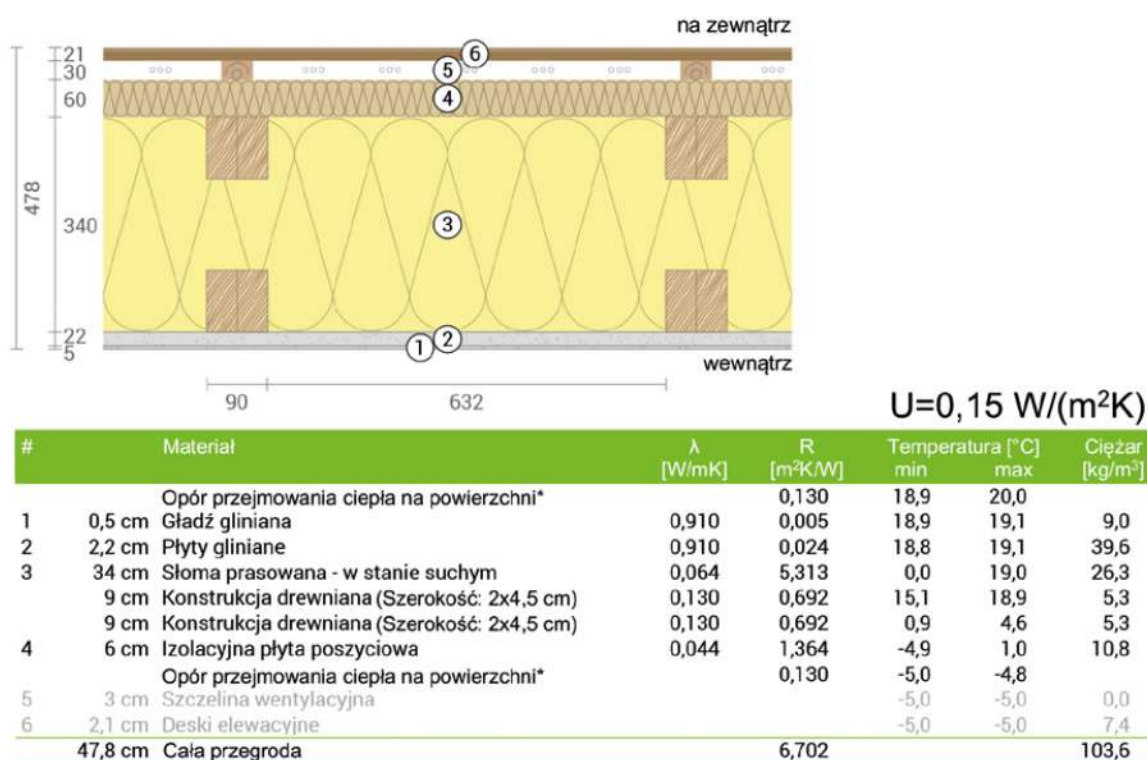 na zewnątrz
21
30
60
478
340
22
5
6
5
4
3
2
1
wewnątrz
90
632
U=0,15 W/(m²K)
# Materiał λ R Temperatura [°C] Ciężar
[W/mK] [m²K/W] min max [kg/m³]
Opór przejmowania ciepła na powierzchni* 0,130 18,9 20,0
1 0,5 cm Gładź gliniana 0,910 0,005 18,9 19,1 9,0
2 2,2 cm Płyty gliniane 0,910 0,024 18,8 19,1 39,6
3 34 cm Słoma prasowana - w stanie suchym 0,064 5,313 0,0 19,0 26,3
9 cm Konstrukcja drewniana (Szerokość: 2x4,5 cm) 0,130 0,692 15,1 18,9 5,3
9 cm Konstrukcja drewniana (Szerokość: 2x4,5 cm) 0,130 0,692 0,9 4,6 5,3
4 6 cm Izolacyjna płyta poszyciowa 0,044 1,364 -4,9 1,0 10,8
Opór przejmowania ciepła na powierzchni* 0,130 -5,0 -4,8
5 3 cm Szczelina wentylacyjna -5,0 -5,0 0,0
6 2,1 cm Deski elewacyjne -5,0 -5,0 7,4
47,8 cm Cała przegroda 6,702 103,6